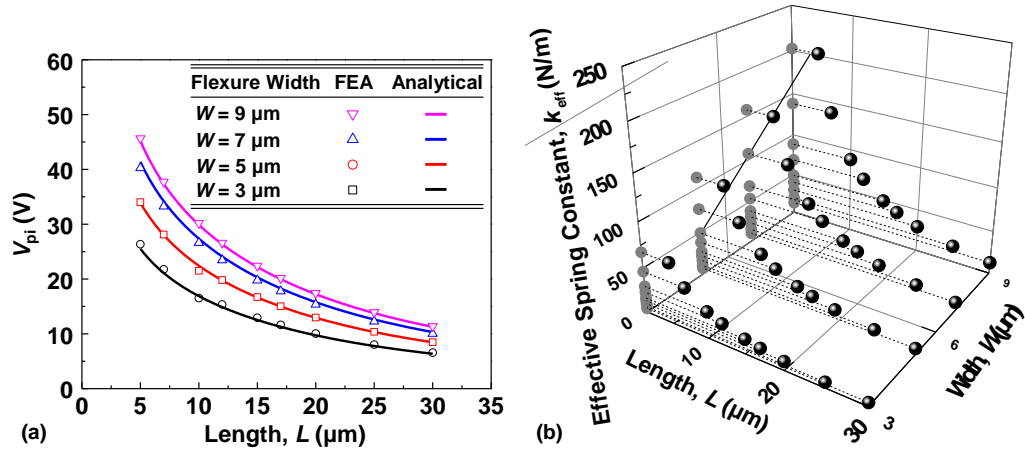 60
50
40
30
20
10
0
V_pi (V)
Flexure Width FEA Analytical
W = 9 μm
W = 7 μm
W = 5 μm
W = 3 μm
0 5 10 15 20 25 30 35
Length, L (μm)
(a)
250
200
150
100
50
0
Effective Spring Constant, k_eff (N/m)
10
20
30
Length, L (μm)
3
6
9
Width, W(μm)
(b)